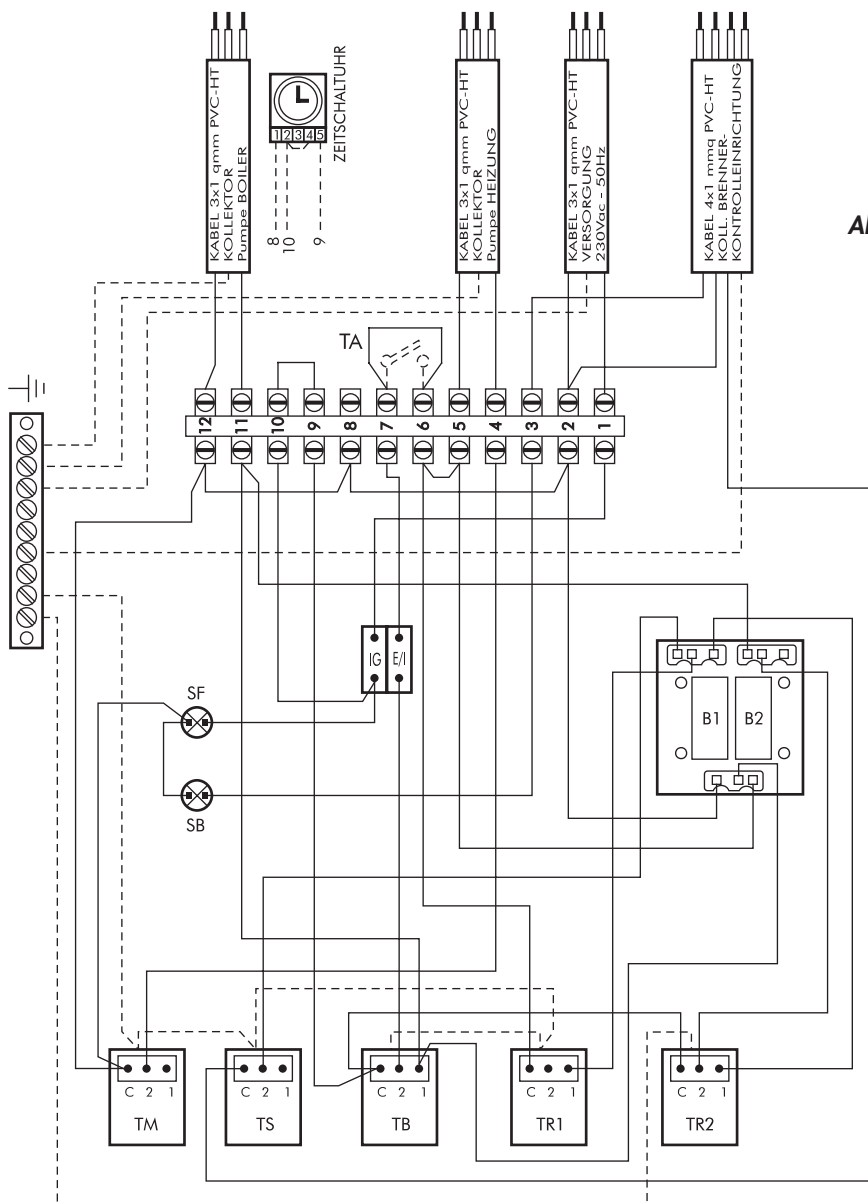 KABEL 3x1 qmm PVC-HT
KOLLEKTOR
Pumpe BOILER
1 2 3 4 5
ZEITSCHALTUHR
8
10
9
KABEL 3x1 qmm PVC-HT
KOLLEKTOR
Pumpe HEIZUNG
KABEL 3x1 qmm PVC-HT
VERSORGUNG
230Vac - 50Hz
KABEL 4x1 mmq PVC-HT
KOLL. BRENNER-
KONTROLLEINRICHTUNG
TA
12 11 10 9 8 7 6 5 4 3 2 1
IG E/I
SF
SB
B1 B2
C 2 1
TM
C 2 1
TS
C 2 1
TB
C 2 1
TR1
C 2 1
TR2